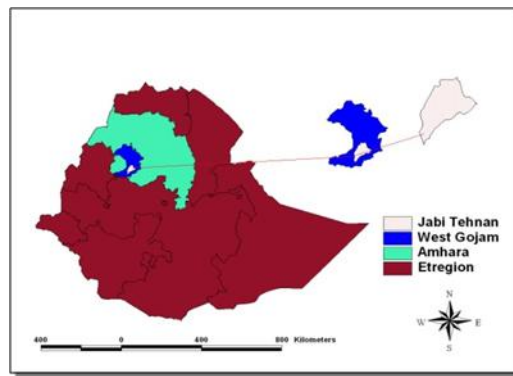 Jabi Tehnan
West Gojam
Amhara
Etregion
N
W E
S
400 0 400 800 Kilometers